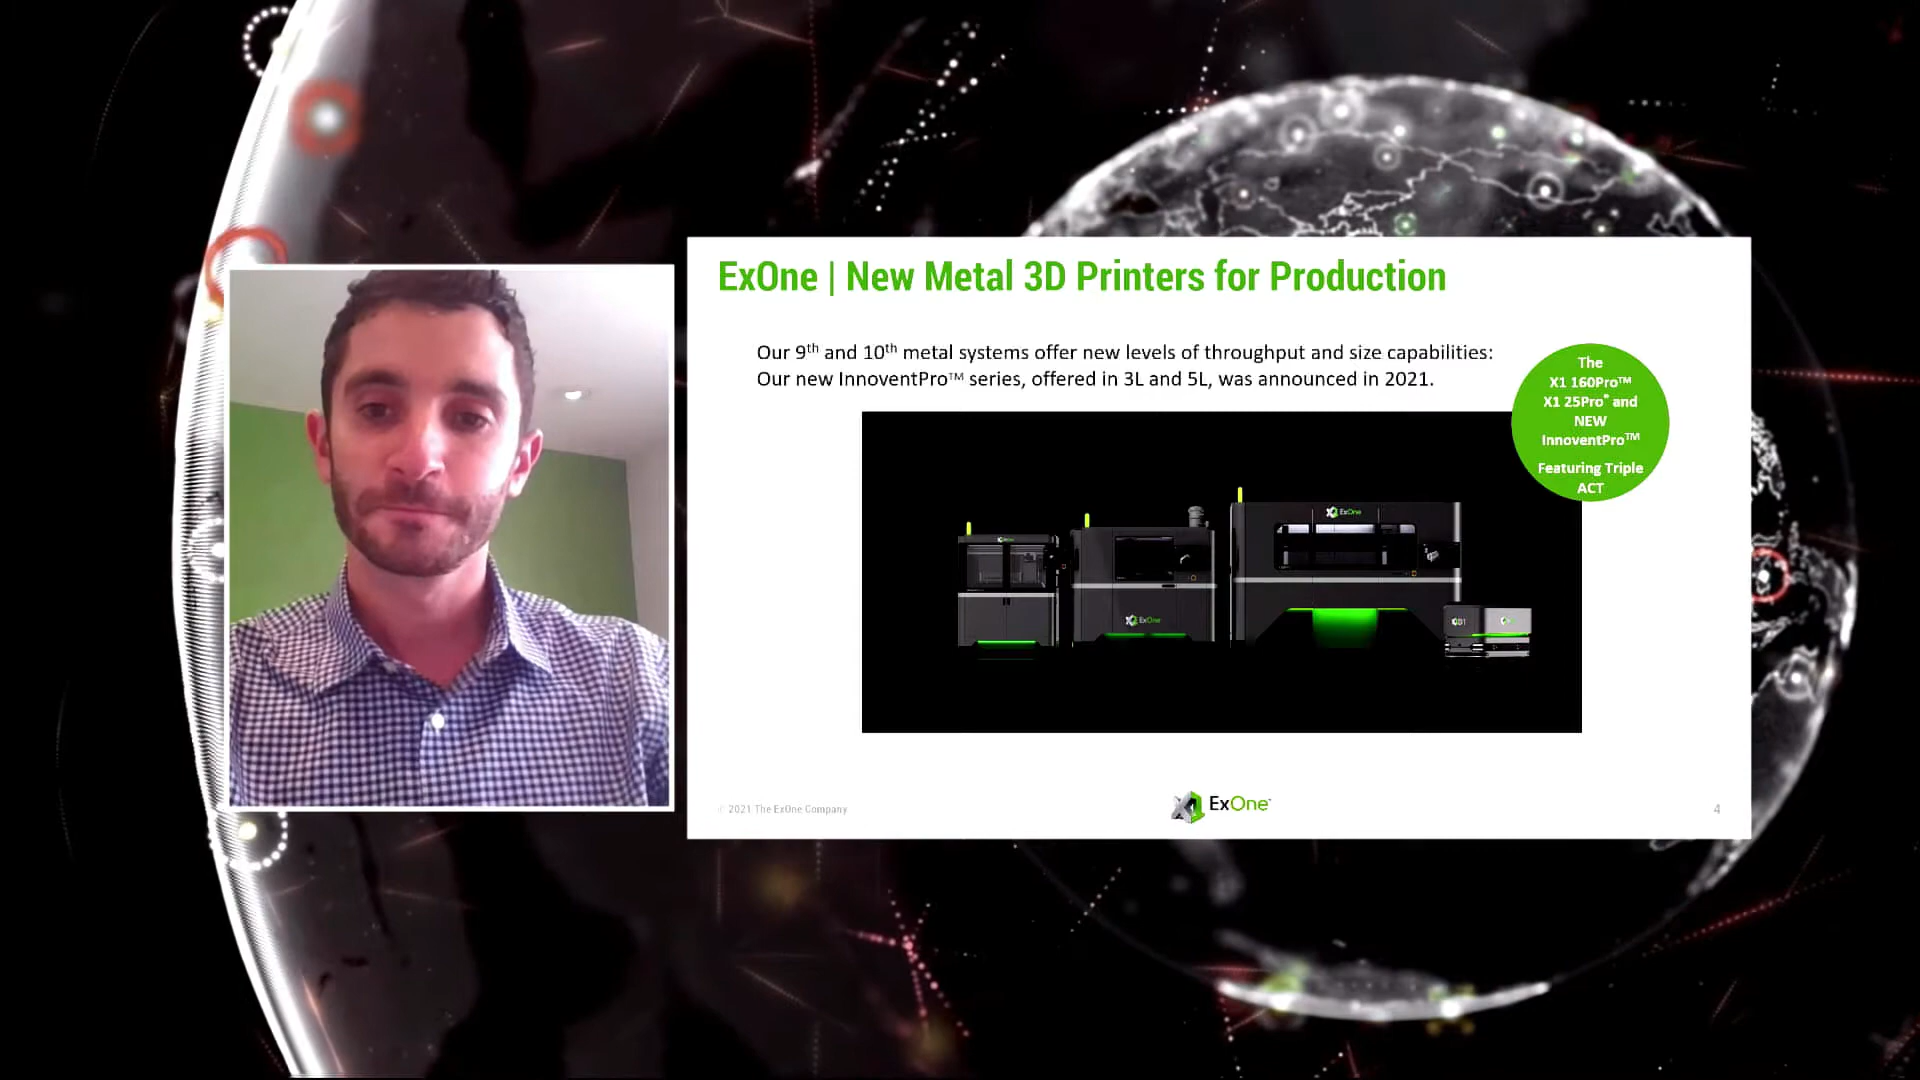 ExOne | New Metal 3D Printers for Production
Our 9th and 10th metal systems offer new levels of throughput and size capabilities:
Our new InnoventPro™ series, offered in 3L and 5L, was announced in 2021.
The
X1 160Pro™
X1 25Pro® and
NEW
InnoventPro™
Featuring Triple
ACT
ExOne
ExOne
© 2021 The ExOne Company
ExOne™
4